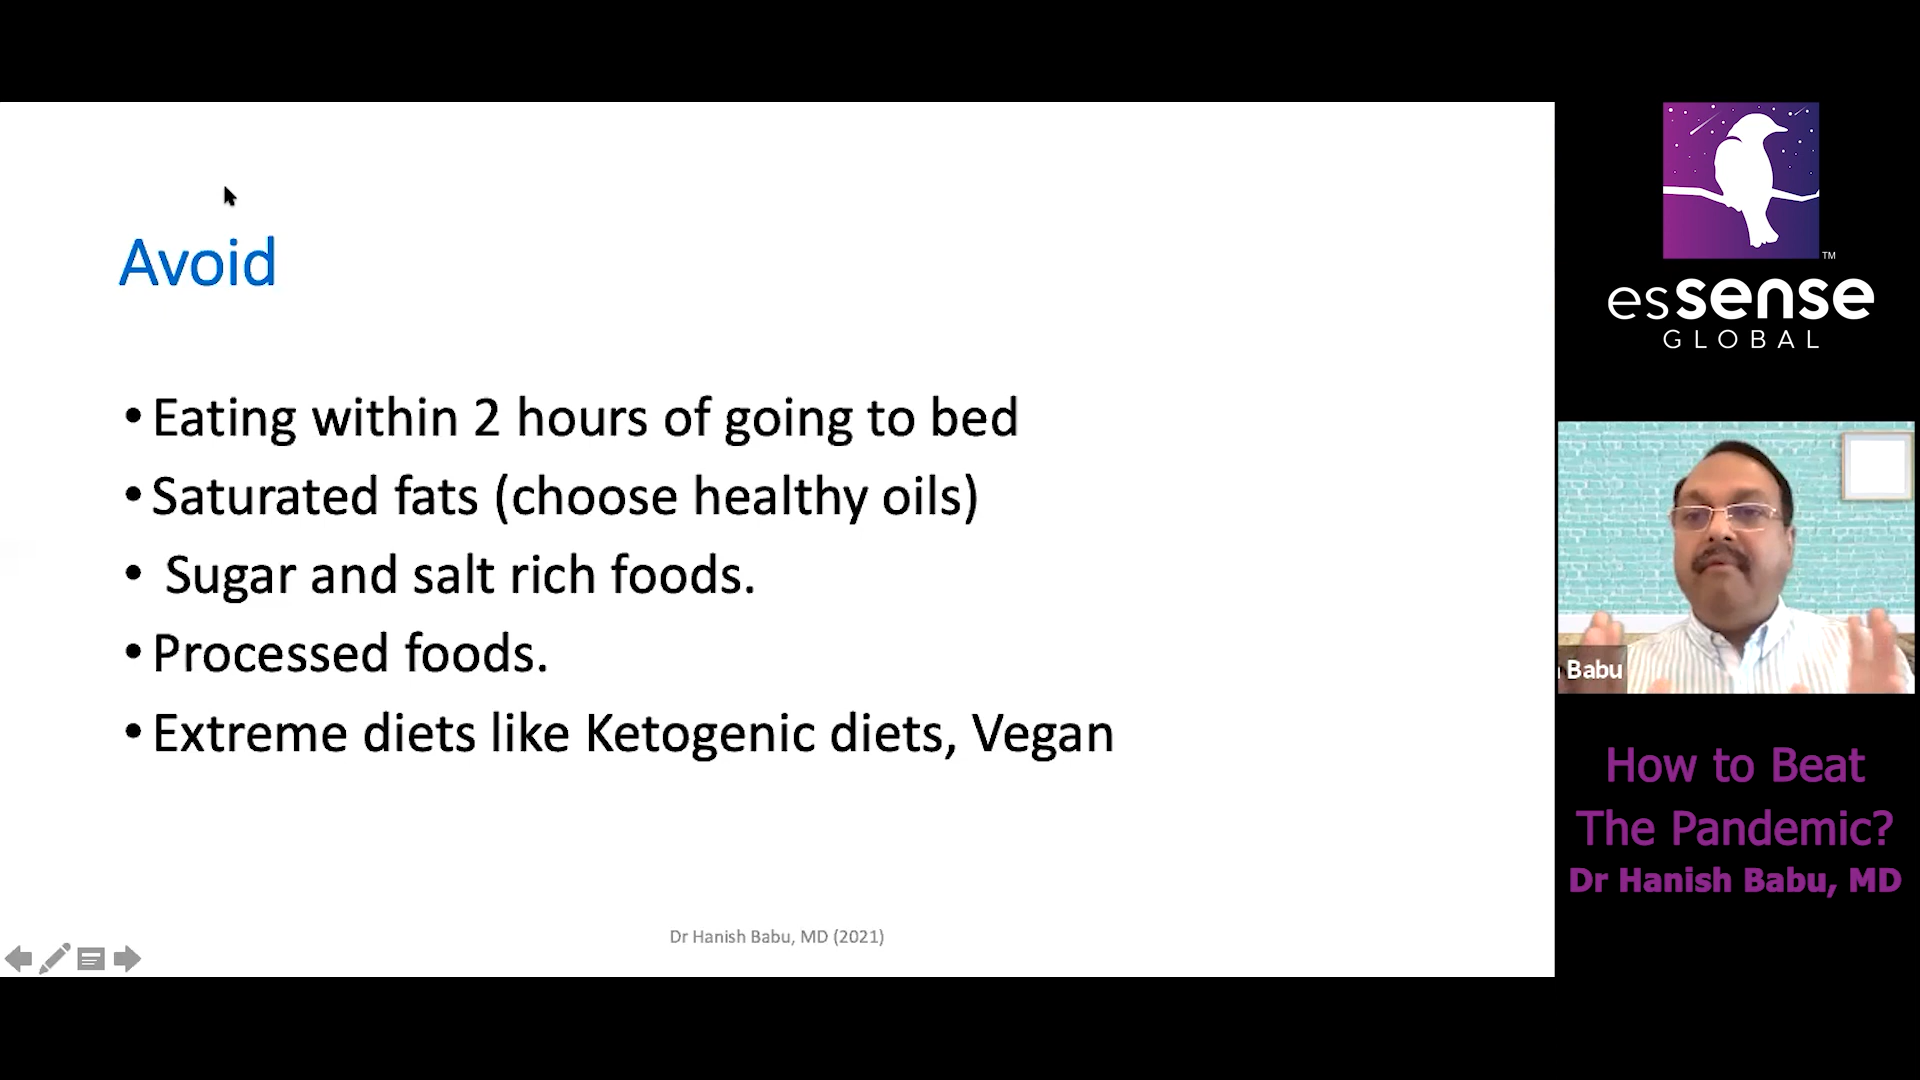 Avoid
• Eating within 2 hours of going to bed
• Saturated fats (choose healthy oils)
• Sugar and salt rich foods.
• Processed foods.
• Extreme diets like Ketogenic diets, Vegan
Dr Hanish Babu, MD (2021)
TM
essense
GLOBAL
Babu
How to Beat
The Pandemic?
Dr Hanish Babu, MD